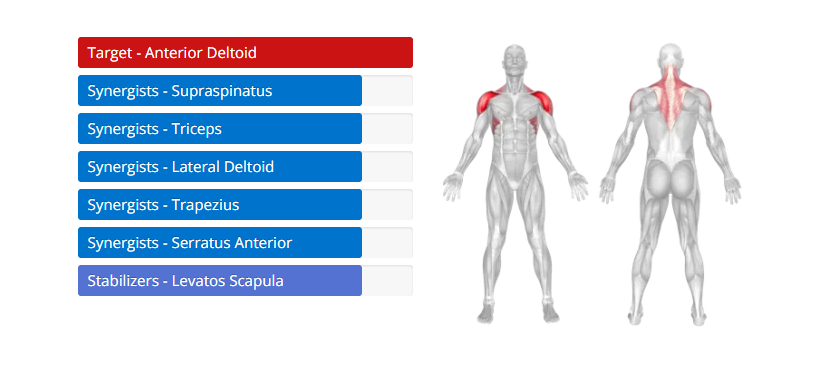 Target - Anterior Deltoid
Synergists - Supraspinatus
Synergists - Triceps
Synergists - Lateral Deltoid
Synergists - Trapezius
Synergists - Serratus Anterior
Stabilizers - Levatos Scapula